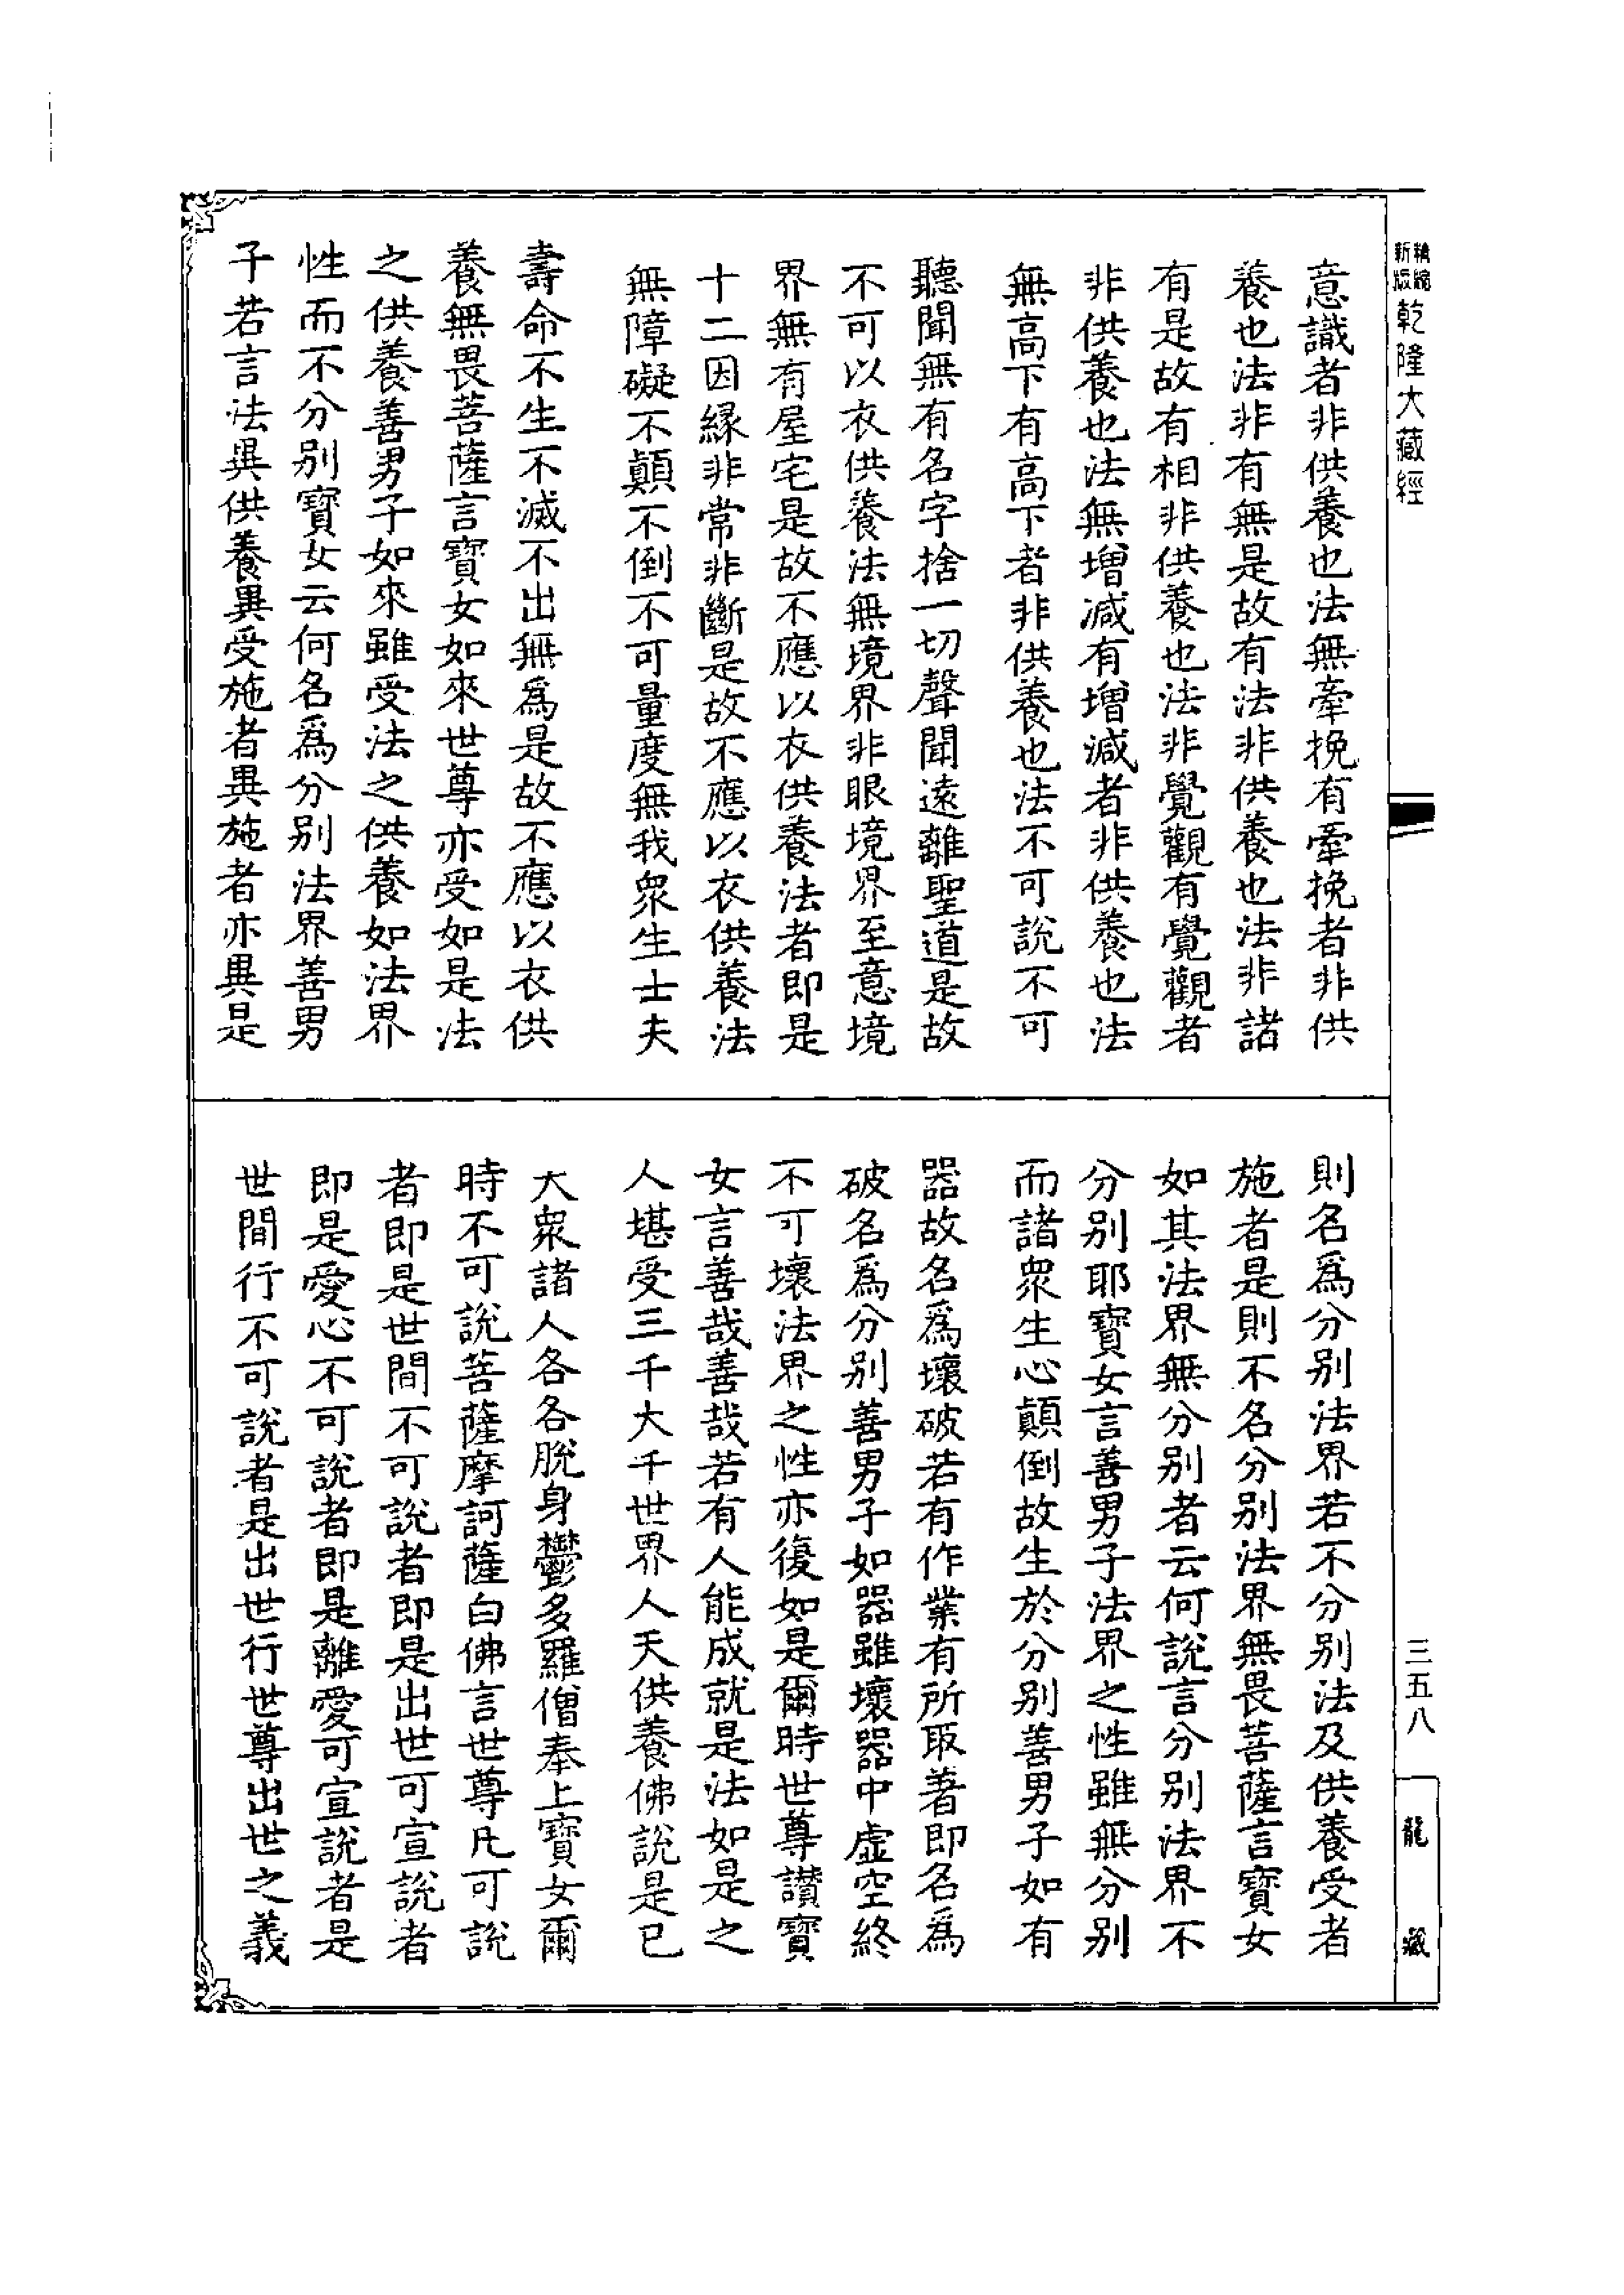 新版精縮乾隆大藏經
意識者非供養也法無牽挽有牽挽者非供
養也法非有無是故有法非供養也法非諸
有是故有相非供養也法非覺觀有覺觀者
非供養也法無增減有增減者非供養也法
無高下有高下者非供養也法不可說不可
聽聞無有名字捨一切聲聞遠離聖道是故
不可以衣供養法無境界非眼境界至意境
界無有屋宅是故不應以衣供養法者即是
十二因緣非常非斷是故不應以衣供養法
無障礙不顛不倒不可量度無我眾生士夫
壽命不生不滅不出無為是故不應以衣供
養無畏菩薩言寶女如來世尊亦受如是法
之供養善男子如來雖受法之供養如法界
性而不分別寶女云何名為分別法界善男
子若言法異供養異受施者異施者亦異是
則名為分別法界若不分別法及供養受者
施者是則不名分別法界無畏菩薩言寶女
如其法界無分別者云何說言分別法界不
分別耶寶女言善男子法界之性雖無分別
而諸眾生心顛倒故生於分別善男子如有
器故名為壞破若有作業有所取著即名為
破名為分別善男子如器雖壞器中虛空終
不可壞法界之性亦復如是爾時世尊讚寶
女言善哉善哉若有人能成就是法如是之
人堪受三千大千世界人天供養佛說是已
大眾諸人各各脫身鬱多羅僧奉上寶女爾
時不可說菩薩摩訶薩白佛言世尊凡可說
者即是世間不可說者即是出世可宣說者
即是愛心不可說者即是離愛可宣說者是
世間行不可說者是出世行世尊出世之義
三五八
龍藏